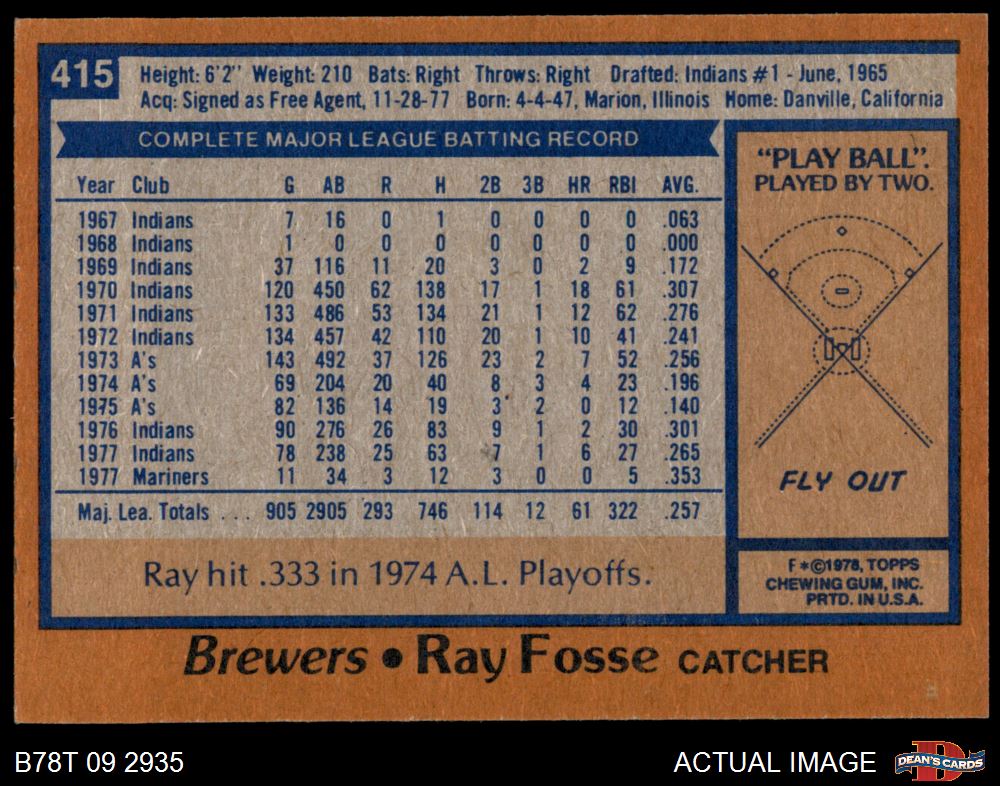 415
Height: 6'2" Weight: 210 Bats: Right Throws: Right Drafted: Indians #1 - June, 1965
Acq: Signed as Free Agent, 11-28-77 Born: 4-4-47, Marion, Illinois Home: Danville, California
COMPLETE MAJOR LEAGUE BATTING RECORD
Year Club G AB R H 2B 3B HR RBI AVG.
1967 Indians 7 16 0 1 0 0 0 0 .063
1968 Indians 1 0 0 0 0 0 0 0 .000
1969 Indians 37 116 11 20 3 0 2 9 .172
1970 Indians 120 450 62 138 17 1 18 61 .307
1971 Indians 133 486 53 134 21 1 12 62 .276
1972 Indians 134 457 42 110 20 1 10 41 .241
1973 A's 143 492 37 126 23 2 7 52 .256
1974 A's 69 204 20 40 8 3 4 23 .196
1975 A's 82 136 14 19 3 2 0 12 .140
1976 Indians 90 276 26 83 9 1 2 30 .301
1977 Indians 78 238 25 63 7 1 6 27 .265
1977 Mariners 11 34 3 12 3 0 0 5 .353
Maj. Lea. Totals . . . 905 2905 293 746 114 12 61 322 .257
Ray hit .333 in 1974 A.L. Playoffs.
"PLAY BALL".
PLAYED BY TWO.
FLY OUT
F*©1978, TOPPS
CHEWING GUM, INC.
PRTD. IN U.S.A.
Brewers • Ray Fosse CATCHER
B78T 09 2935
ACTUAL IMAGE
D
DEAN'S CARDS